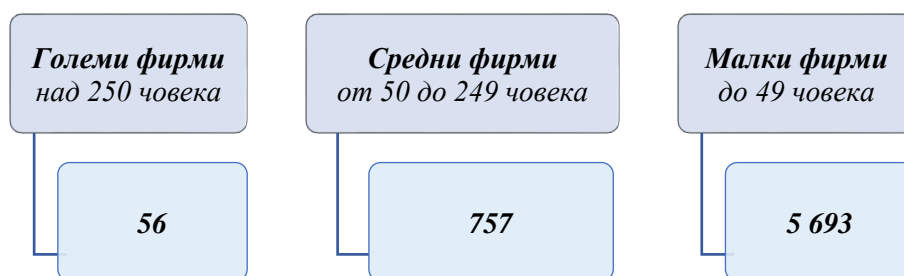 Големи фирми
над 250 човека
56
Средни фирми
от 50 до 249 човека
757
Малки фирми
до 49 човека
5 693